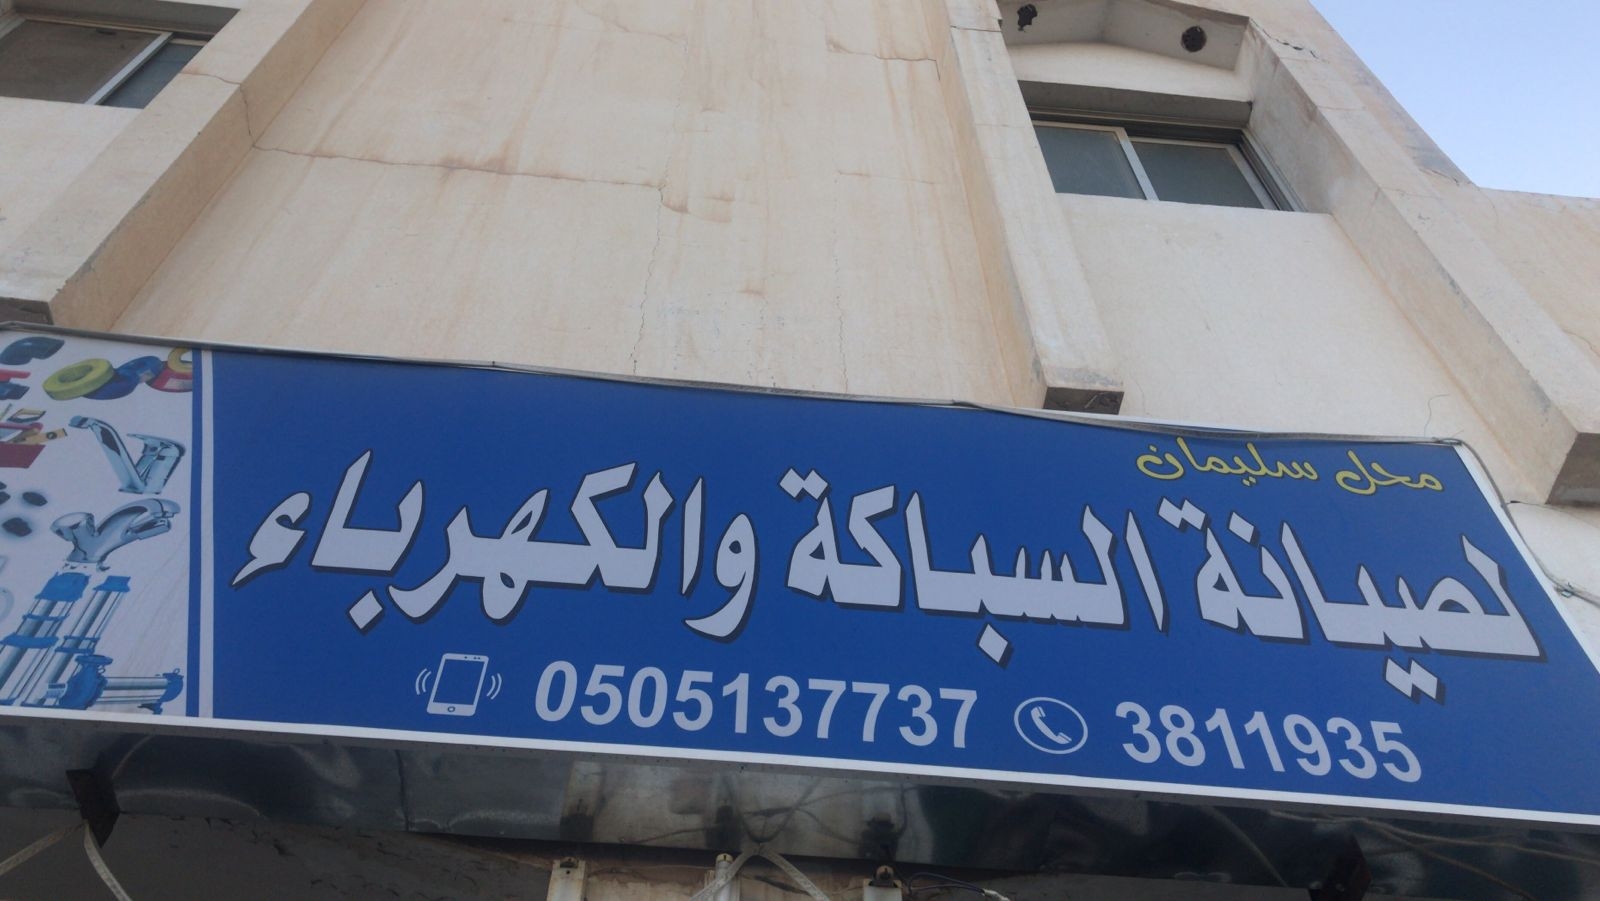 محل سليمان
لصيانة السباكة والكهرباء
3811935 0505137737